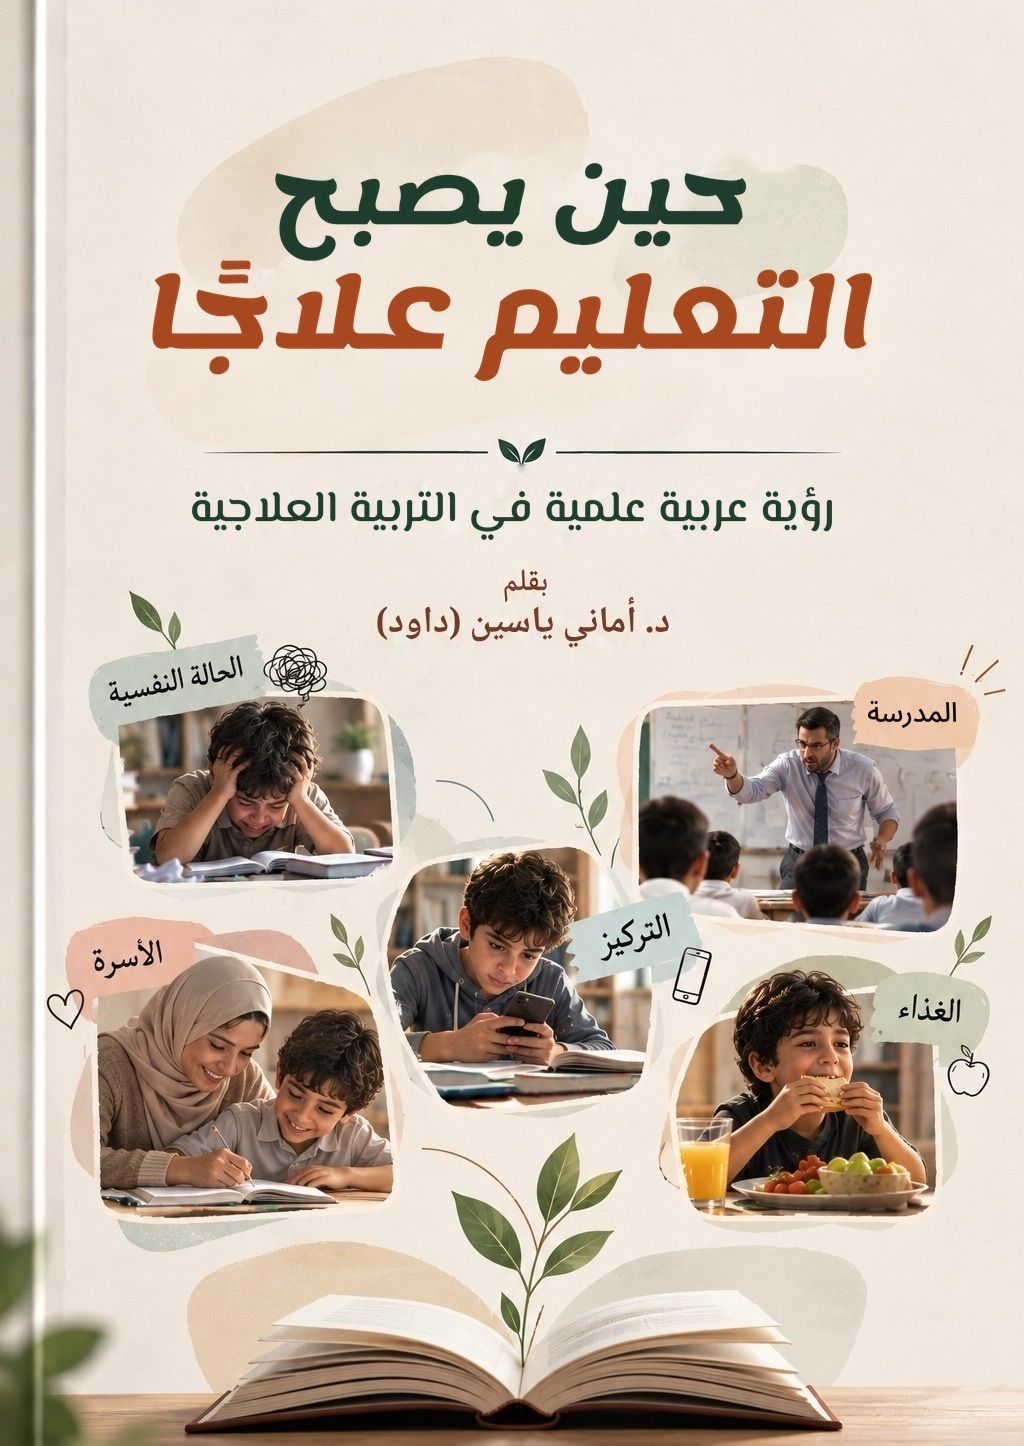 حين يصبح
التعليم علاجًا
رؤية عربية علمية في التربية العلاجية
بقلم
د. أماني ياسين (داود)
الحالة النفسية
المدرسة
التركيز
الأسرة
الغذاء